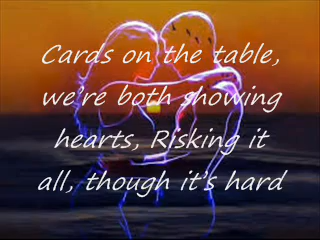 Cards on the table,
we're both showing
hearts, Risking it
all, though it's hard